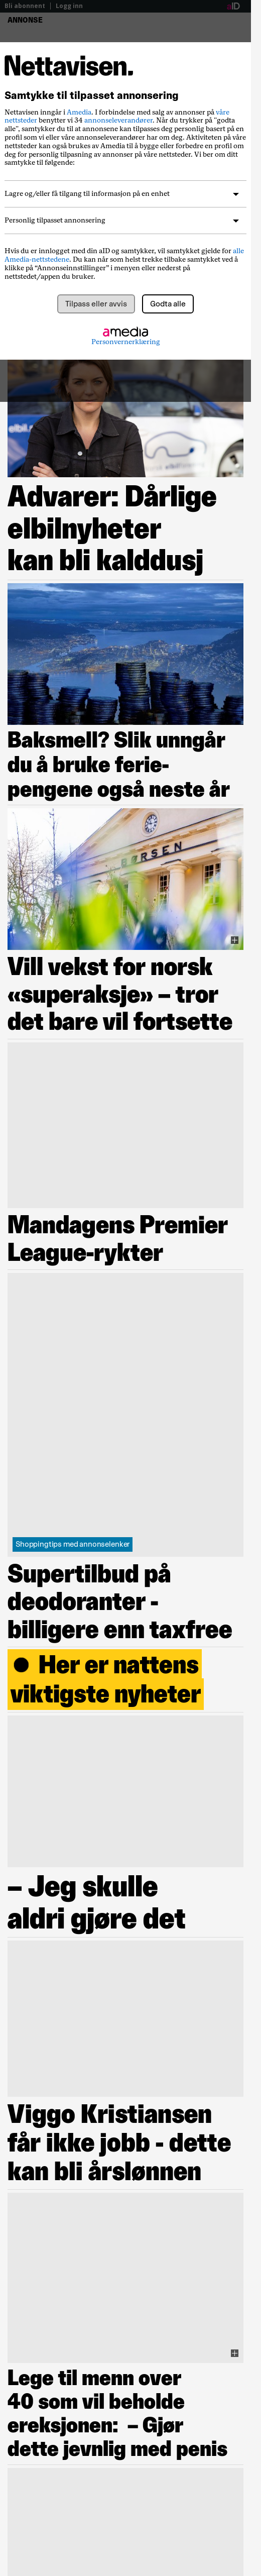 Bli abonnent | Logg inn
aID
ANNONSE
Nettavisen.
Samtykke til tilpasset annonsering
Nettavisen inngår i Amedia. I forbindelse med salg av annonser på våre
nettsteder benytter vi 34 annonseleverandører. Når du trykker på "godta
alle", samtykker du til at annonsene kan tilpasses deg personlig basert på en
profil som vi eller våre annonseleverandører har om deg. Aktiviteten på våre
nettsteder kan også brukes av Amedia til å bygge eller forbedre en profil om
deg for personlig tilpasning av annonser på våre nettsteder. Vi ber om ditt
samtykke til følgende:
Lagre og/eller få tilgang til informasjon på en enhet
Personlig tilpasset annonsering
Hvis du er innlogget med din aID og samtykker, vil samtykket gjelde for alle
Amedia-nettstedene. Du kan når som helst trekke tilbake samtykket ved å
klikke på “Annonseinnstillinger” i menyen eller nederst på
nettstedet/appen du bruker.
Tilpass eller avvis
Godta alle
amedia
Personvernerklæring
Advarer: Dårlige
elbilnyheter
kan bli kalddusj
Baksmell? Slik unngår
du å bruke ferie-
pengene også neste år
BØRSEN
Vill vekst for norsk
«superaksje» – tror
det bare vil fortsette
Mandagens Premier
League-rykter
Shoppingtips med annonselenker
Supertilbud på
deodoranter -
billigere enn taxfree
● Her er nattens
viktigste nyheter
– Jeg skulle
aldri gjøre det
Viggo Kristiansen
får ikke jobb - dette
kan bli årslønnen
Lege til menn over
40 som vil beholde
ereksjonen: – Gjør
dette jevnlig med penis